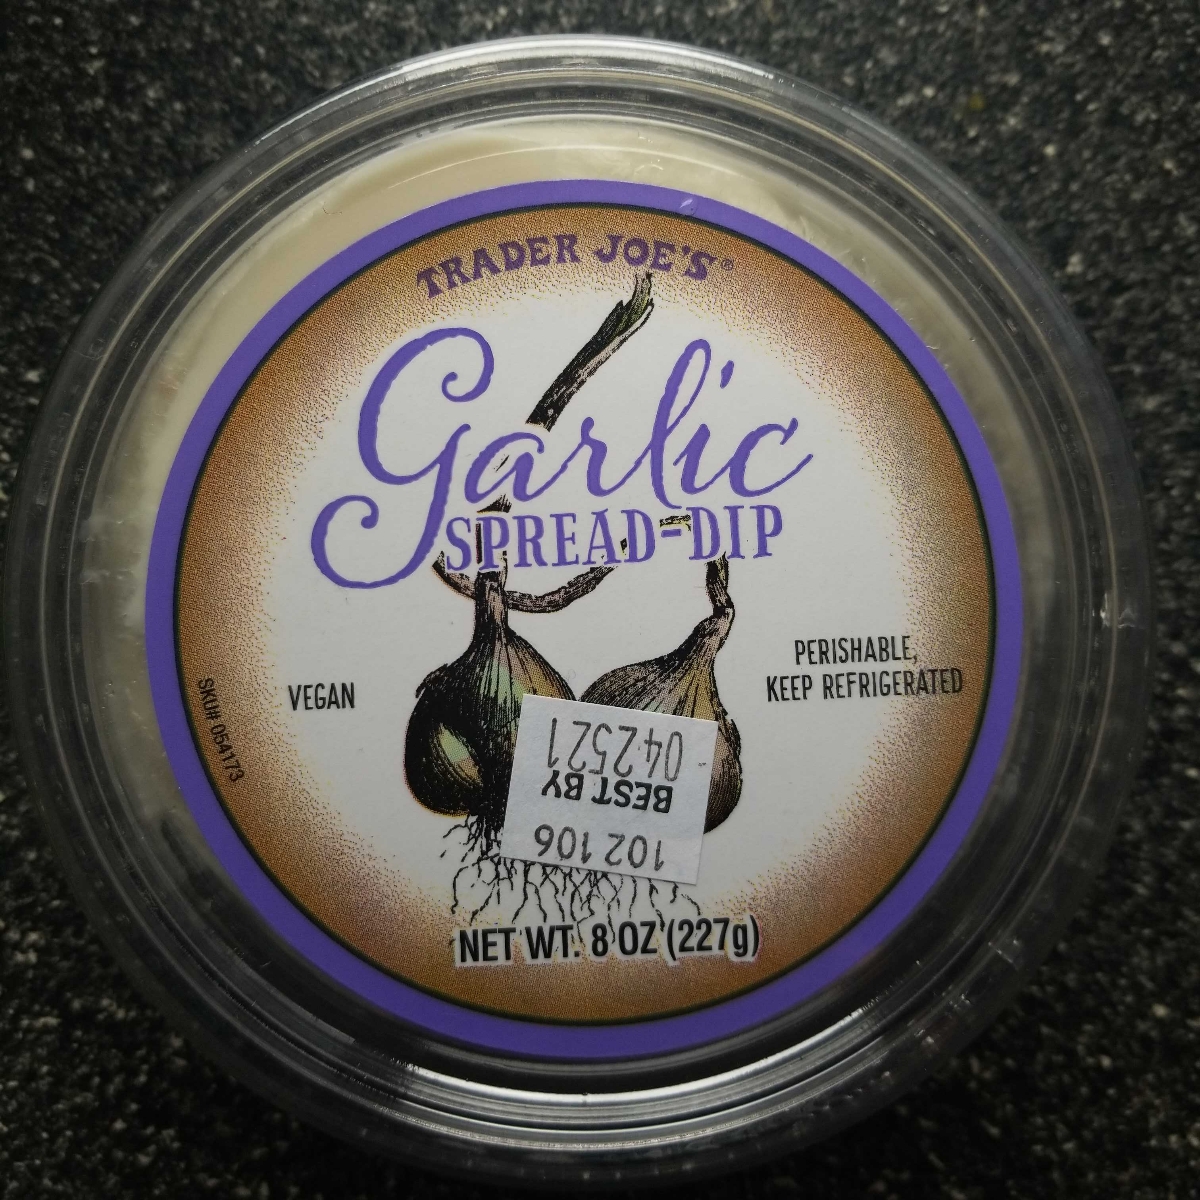 TRADER JOE'S®
Garlic
SPREAD-DIP
VEGAN
PERISHABLE,
KEEP REFRIGERATED
SKU# 054173
102 106
BEST BY
042521
NET WT. 8 OZ (227g)